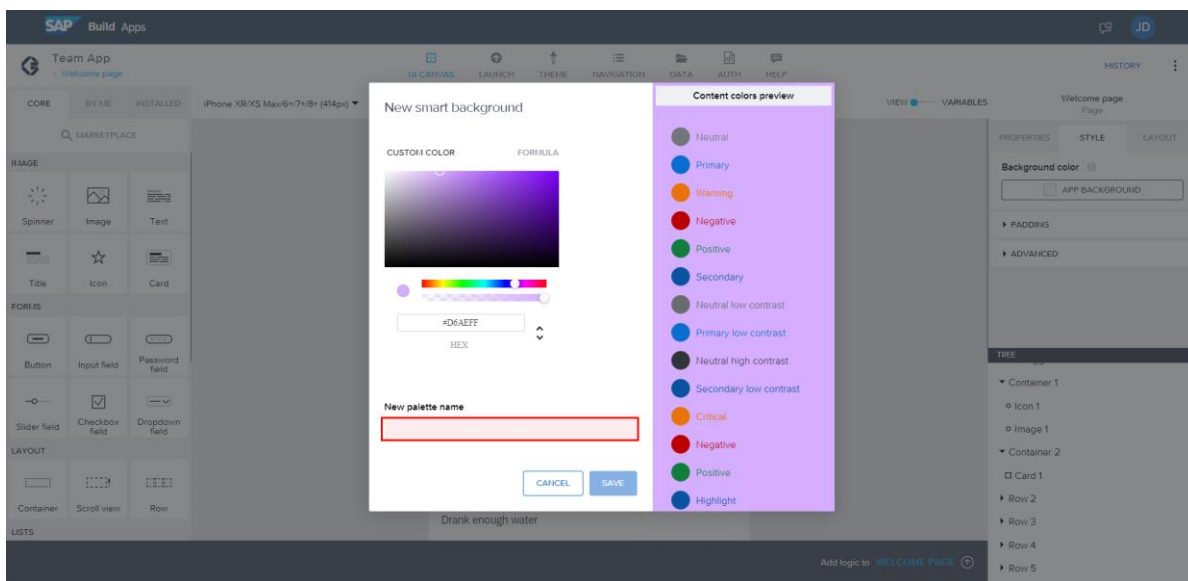 SAP Build Apps
JD
Team App
Welcome page
UI CANVAS LAUNCH THEME NAVIGATION DATA AUTH HELP
HISTORY
CORE BY ME INSTALLED
iPhone XR/XS Max/6+/7+/8+ (414px)
VIEW VARIABLES
Welcome page
Page
MARKETPLACE
PROPERTIES STYLE LAYOUT
IMAGE
Spinner Image Text
Title Icon Card
FORMS
Button Input field Password field
Slider field Checkbox field Dropdown field
LAYOUT
Container Scroll view Row
LISTS
New smart background
CUSTOM COLOR FORMULA
#D6AEFF
HEX
New palette name
CANCEL SAVE
Content colors preview
Neutral
Primary
Warning
Negative
Positive
Secondary
Neutral low contrast
Primary low contrast
Neutral high contrast
Secondary low contrast
Critical
Negative
Positive
Highlight
Drank enough water
Background color
APP BACKGROUND
PADDING
ADVANCED
TREE
Container 1
Icon 1
Image 1
Container 2
Card 1
Row 2
Row 3
Row 4
Row 5
Add logic to WELCOME PAGE